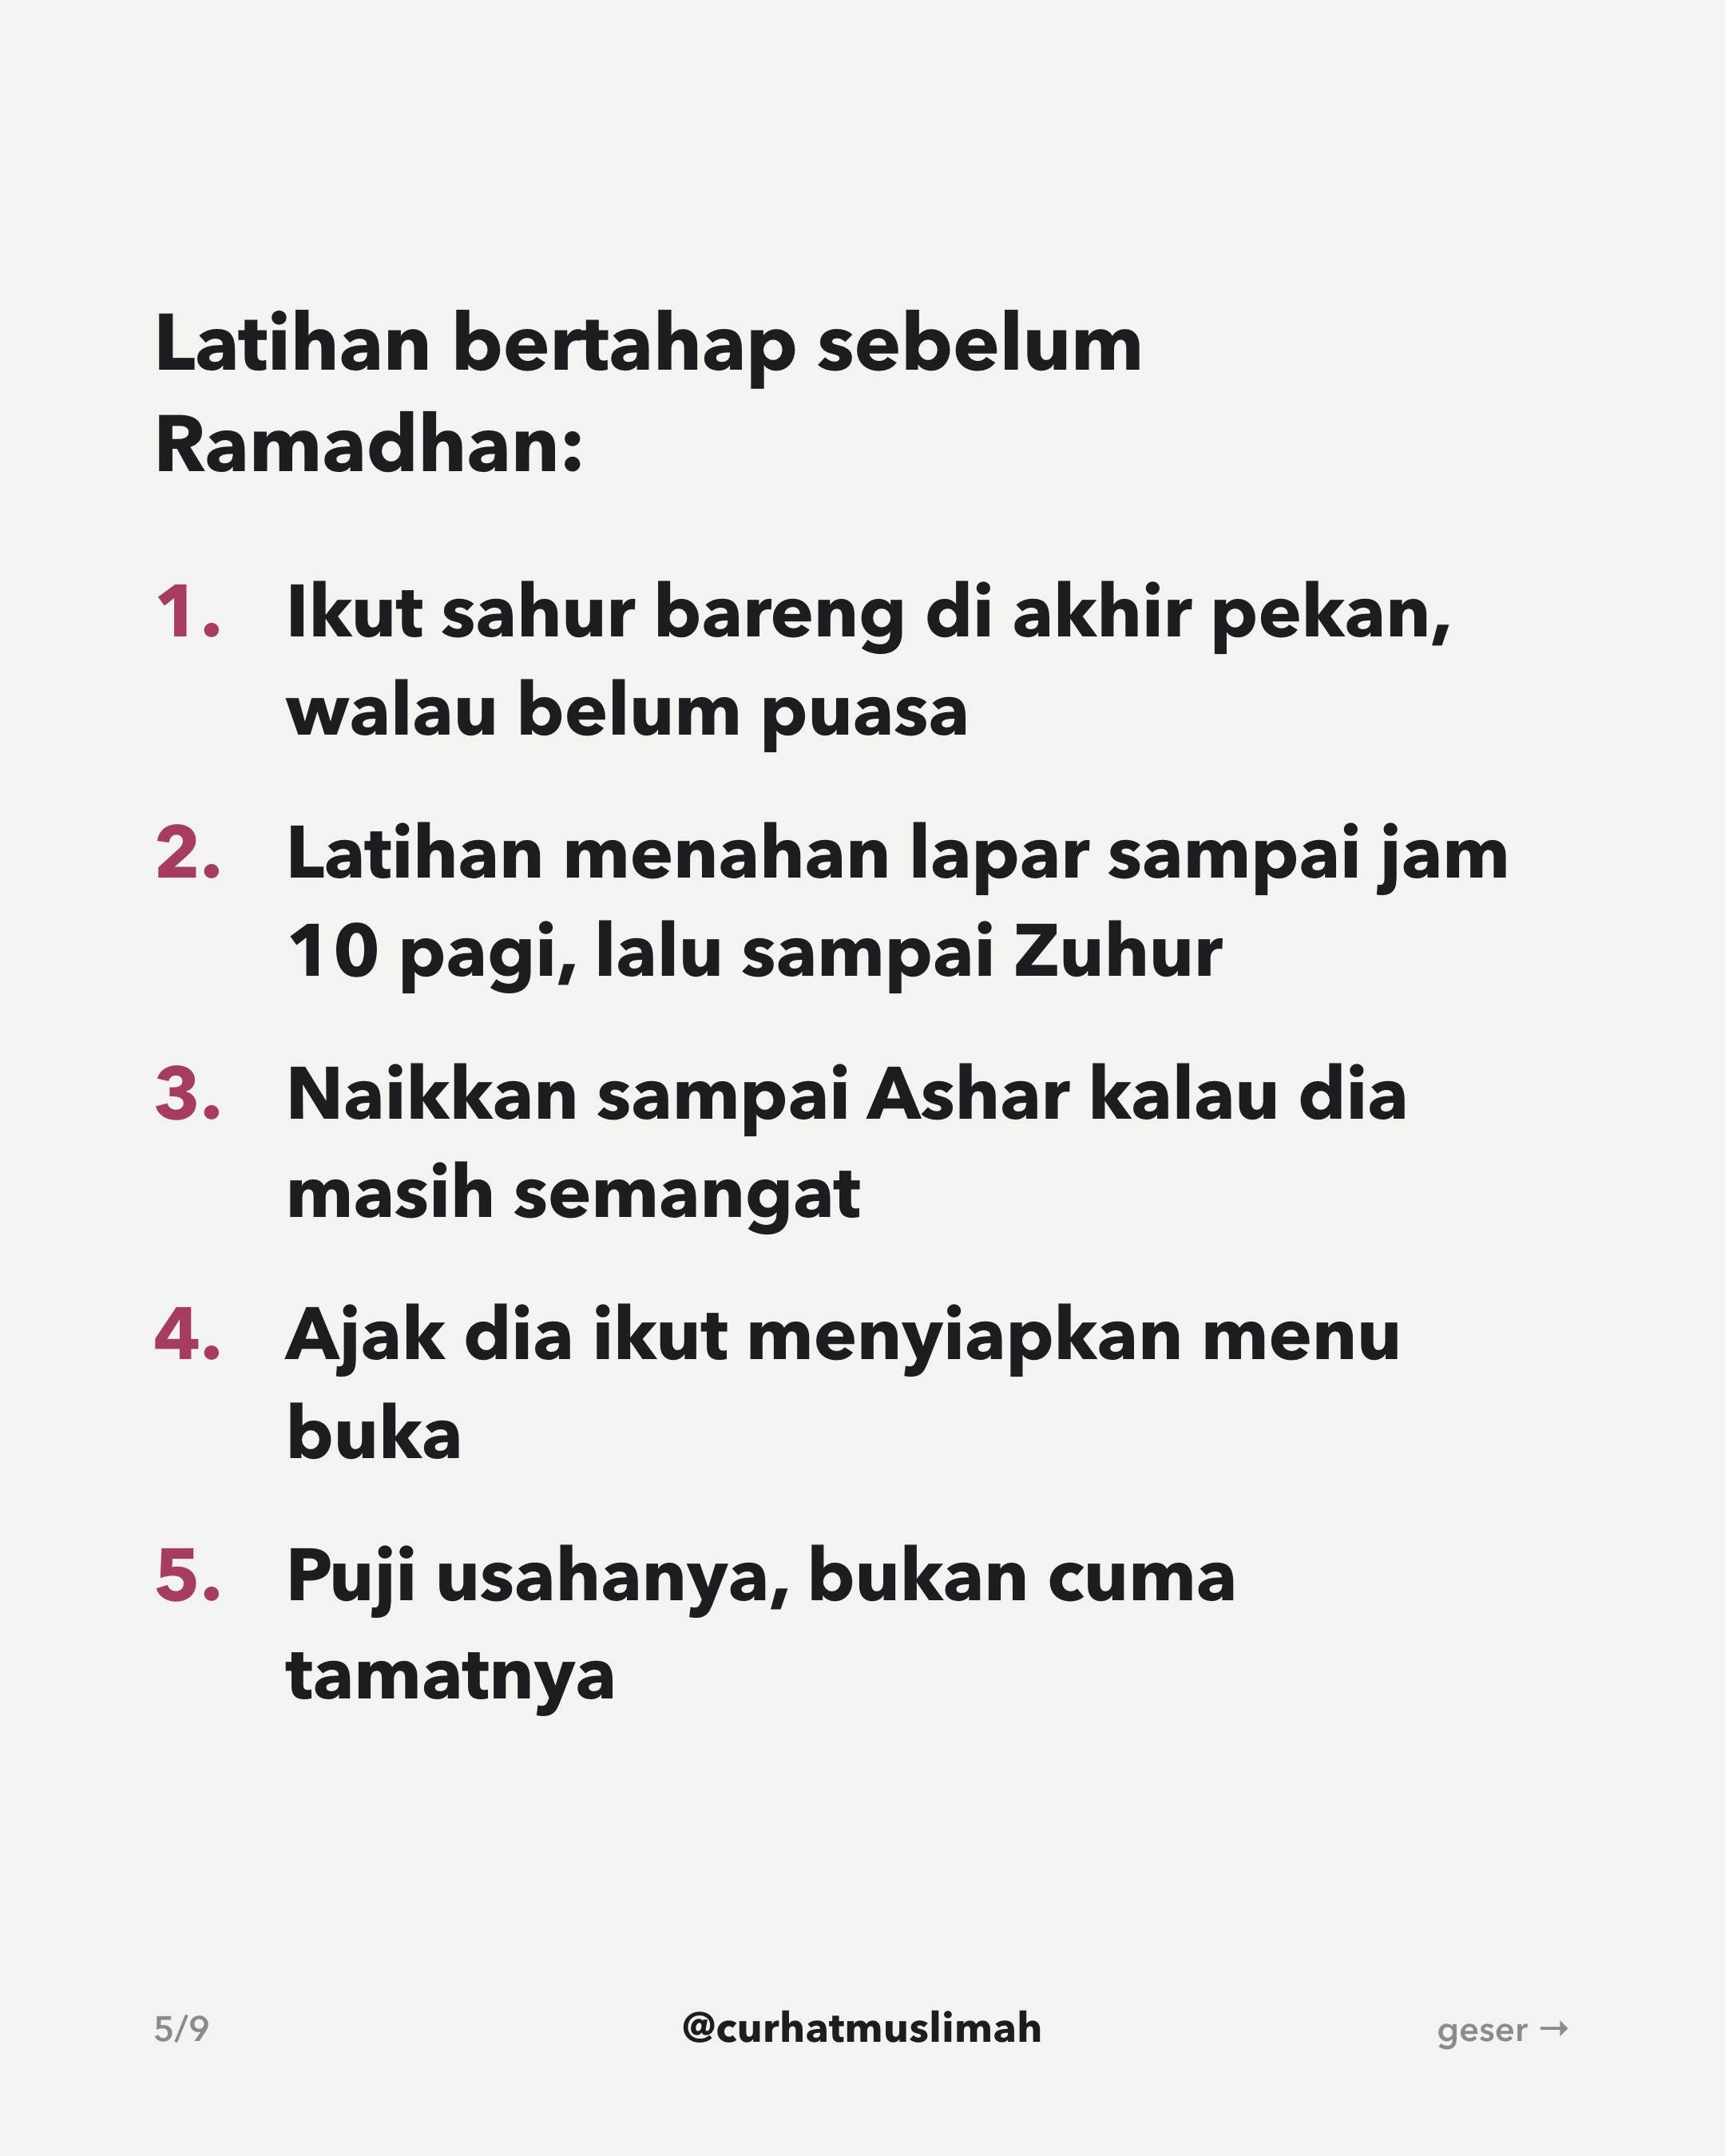 Latihan bertahap sebelum
Ramadhan:
1. Ikut sahur bareng di akhir pekan,
walau belum puasa
2. Latihan menahan lapar sampai jam
10 pagi, lalu sampai Zuhur
3. Naikkan sampai Ashar kalau dia
masih semangat
4. Ajak dia ikut menyiapkan menu
buka
5. Puji usahanya, bukan cuma
tamatnya
5/9 @curhatmuslimah geser →